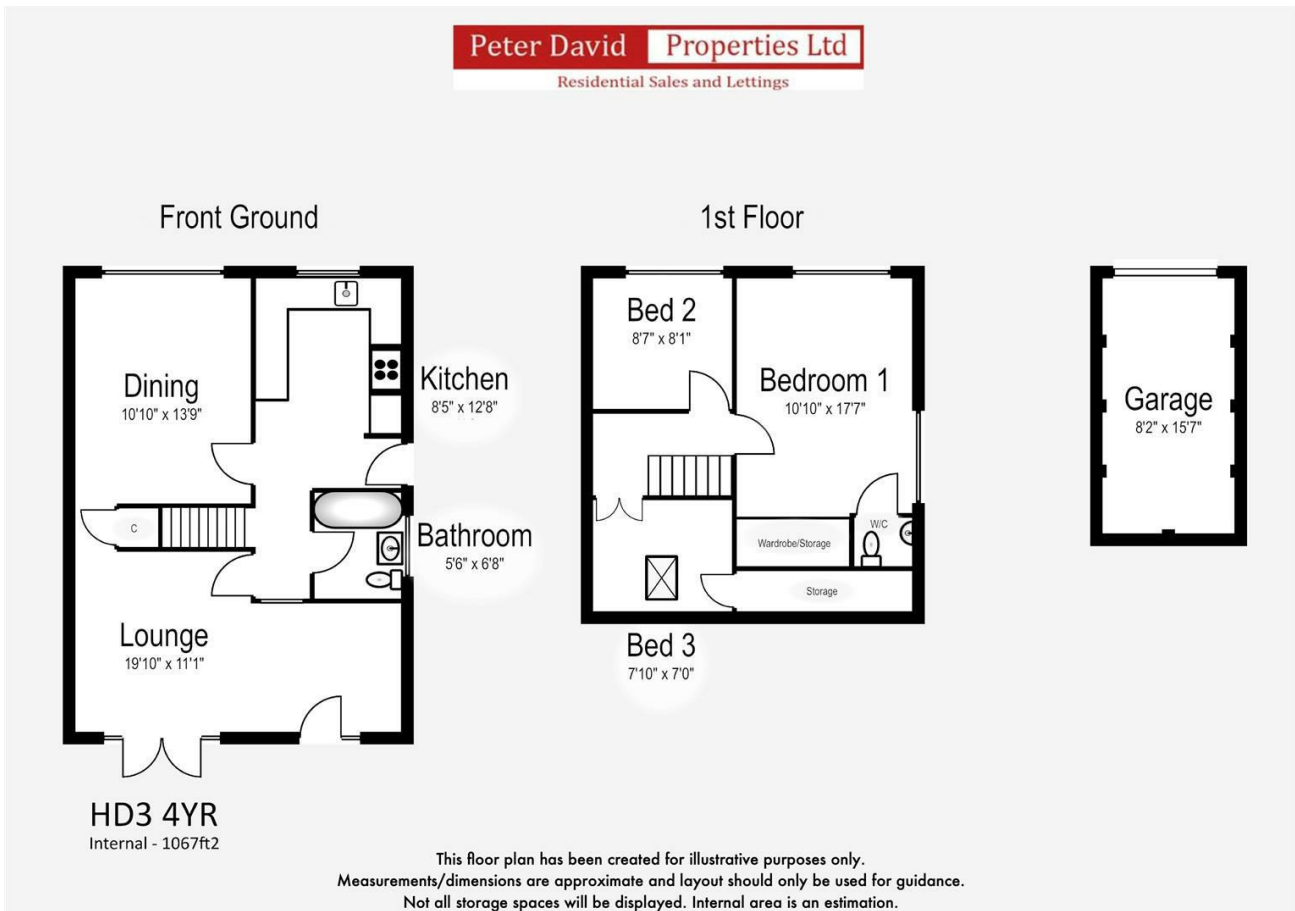 Peter David Properties Ltd
Residential Sales and Lettings
Front Ground
1st Floor
Dining
10'10" x 13'9"
Kitchen
8'5" x 12'8"
C
Bathroom
5'6" x 6'8"
Lounge
19'10" x 11'1"
Bed 2
8'7" x 8'1"
Bedroom 1
10'10" x 17'7"
W/C
Wardrobe/Storage
Storage
Bed 3
7'10" x 7'0"
Garage
8'2" x 15'7"
HD3 4YR
Internal - 1067ft2
This floor plan has been created for illustrative purposes only.
Measurements/dimensions are approximate and layout should only be used for guidance.
Not all storage spaces will be displayed. Internal area is an estimation.